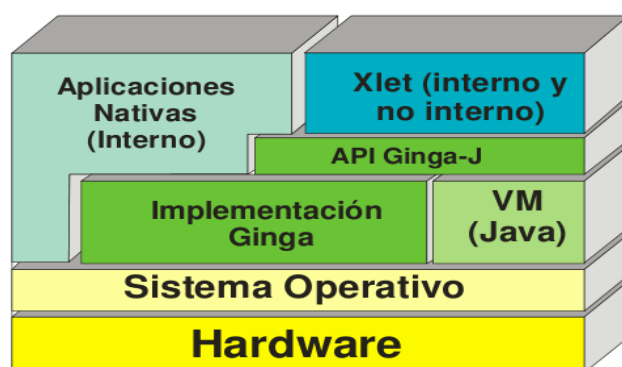 Aplicaciones
Nativas
(Interno)
Xlet (interno y
no interno)
API Ginga-J
Implementación
Ginga
VM
(Java)
Sistema Operativo
Hardware